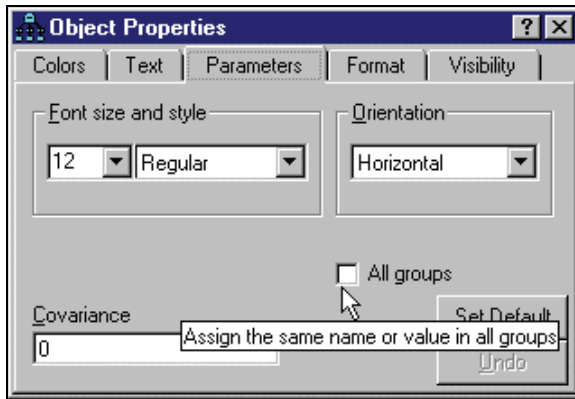 Object Properties
Colors Text Parameters Format Visibility
Font size and style Orientation
12 Regular Horizontal
All groups
Covariance Set Default
Assign the same name or value in all groups
0
Undo